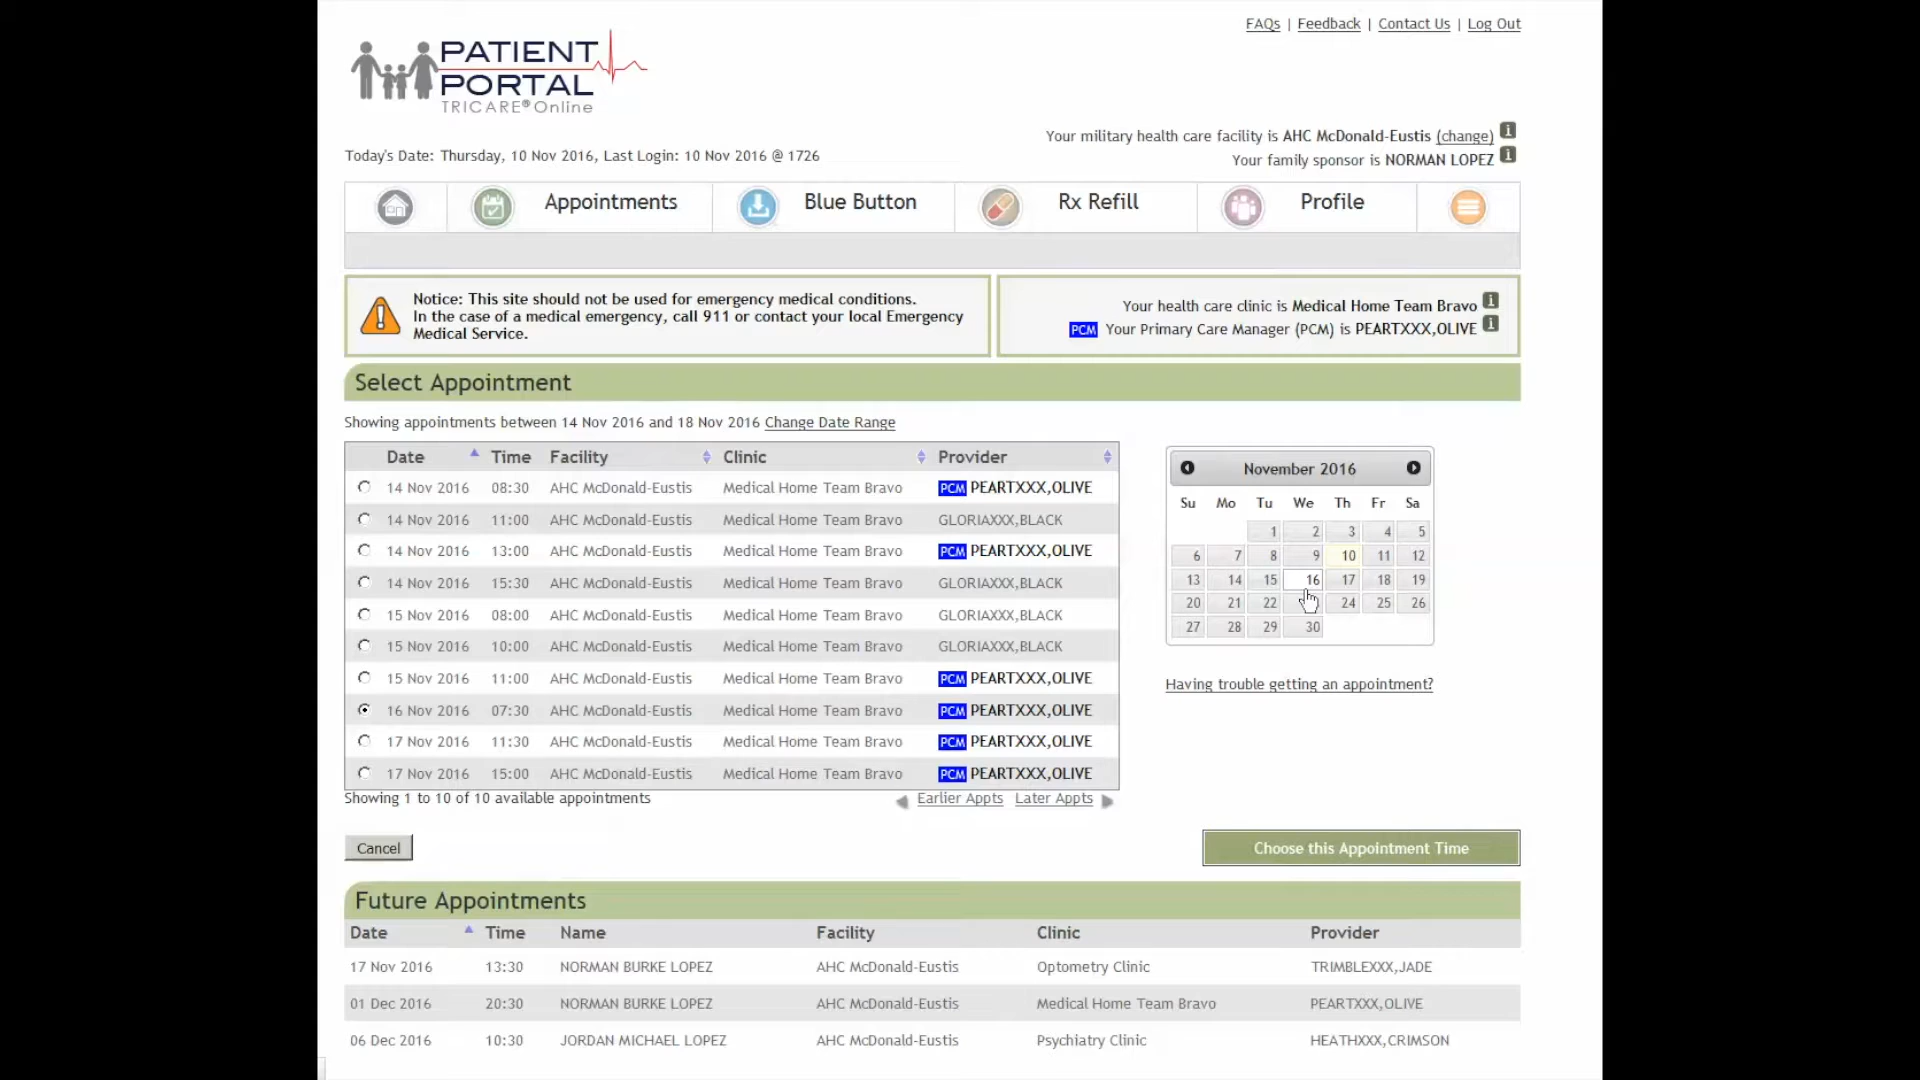 FAQs | Feedback | Contact Us | Log Out
PATIENT
PORTAL
TRICARE® Online
Your military health care facility is AHC McDonald-Eustis (change) i
Today's Date: Thursday, 10 Nov 2016, Last Login: 10 Nov 2016 @ 1726
Your family sponsor is NORMAN LOPEZ i
Appointments Blue Button Rx Refill Profile
Notice: This site should not be used for emergency medical conditions.
In the case of a medical emergency, call 911 or contact your local Emergency
Medical Service.
Your health care clinic is Medical Home Team Bravo i
PCM Your Primary Care Manager (PCM) is PEARTXXX,OLIVE i
Select Appointment
Showing appointments between 14 Nov 2016 and 18 Nov 2016 Change Date Range
Date Time Facility Clinic Provider
14 Nov 2016 08:30 AHC McDonald-Eustis Medical Home Team Bravo PCM PEARTXXX,OLIVE
14 Nov 2016 11:00 AHC McDonald-Eustis Medical Home Team Bravo GLORIAXXX,BLACK
14 Nov 2016 13:00 AHC McDonald-Eustis Medical Home Team Bravo PCM PEARTXXX,OLIVE
14 Nov 2016 15:30 AHC McDonald-Eustis Medical Home Team Bravo GLORIAXXX,BLACK
15 Nov 2016 08:00 AHC McDonald-Eustis Medical Home Team Bravo GLORIAXXX,BLACK
15 Nov 2016 10:00 AHC McDonald-Eustis Medical Home Team Bravo GLORIAXXX,BLACK
15 Nov 2016 11:00 AHC McDonald-Eustis Medical Home Team Bravo PCM PEARTXXX,OLIVE
16 Nov 2016 07:30 AHC McDonald-Eustis Medical Home Team Bravo PCM PEARTXXX,OLIVE
17 Nov 2016 11:30 AHC McDonald-Eustis Medical Home Team Bravo PCM PEARTXXX,OLIVE
17 Nov 2016 15:00 AHC McDonald-Eustis Medical Home Team Bravo PCM PEARTXXX,OLIVE
Showing 1 to 10 of 10 available appointments
Earlier Appts Later Appts
November 2016
Su Mo Tu We Th Fr Sa
1 2 3 4 5
6 7 8 9 10 11 12
13 14 15 16 17 18 19
20 21 22 24 25 26
27 28 29 30
Having trouble getting an appointment?
Cancel
Choose this Appointment Time
Future Appointments
Date Time Name Facility Clinic Provider
17 Nov 2016 13:30 NORMAN BURKE LOPEZ AHC McDonald-Eustis Optometry Clinic TRIMBLEXXX,JADE
01 Dec 2016 20:30 NORMAN BURKE LOPEZ AHC McDonald-Eustis Medical Home Team Bravo PEARTXXX,OLIVE
06 Dec 2016 10:30 JORDAN MICHAEL LOPEZ AHC McDonald-Eustis Psychiatry Clinic HEATHXXX,CRIMSON